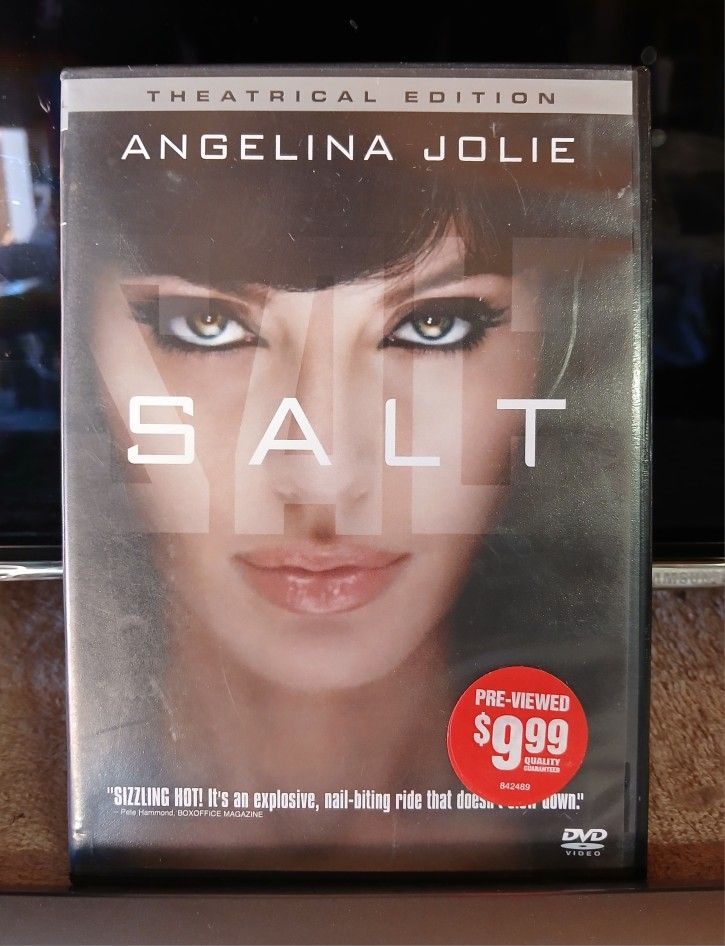 THEATRICAL EDITION
ANGELINA JOLIE
SALT
PRE-VIEWED
$9.99
QUALITY
GUARANTEED
842489
"SIZZLING HOT! It's an explosive, nail-biting ride that doesn't down."
— Pete Hammond, BOXOFFICE MAGAZINE
DVD
VIDEO